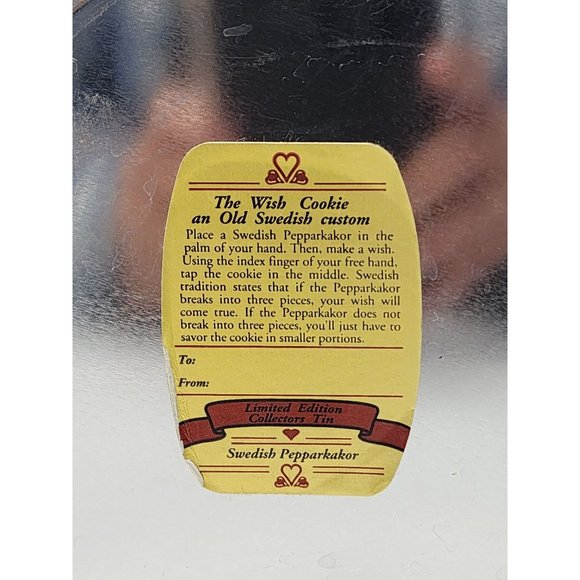 The Wish Cookie
an Old Swedish custom
Place a Swedish Pepparkakor in the
palm of your hand. Then, make a wish.
Using the index finger of your free hand,
tap the cookie in the middle. Swedish
tradition states that if the Pepparkakor
breaks into three pieces, your wish will
come true. If the Pepparkakor does not
break into three pieces, you'll just have to
savor the cookie in smaller portions.
To:
From:
Limited Edition
Collectors Tin
Swedish Pepparkakor